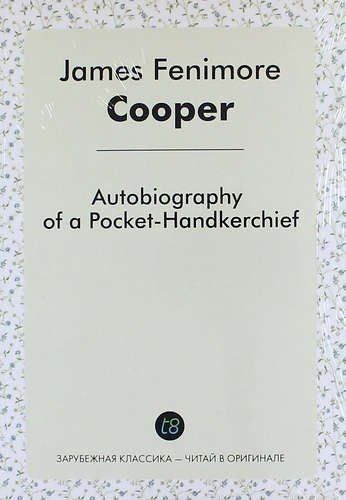 James Fenimore
Cooper
Autobiography
of a Pocket-Handkerchief
t8
ЗАРУБЕЖНАЯ КЛАССИКА — ЧИТАЙ В ОРИГИНАЛЕ